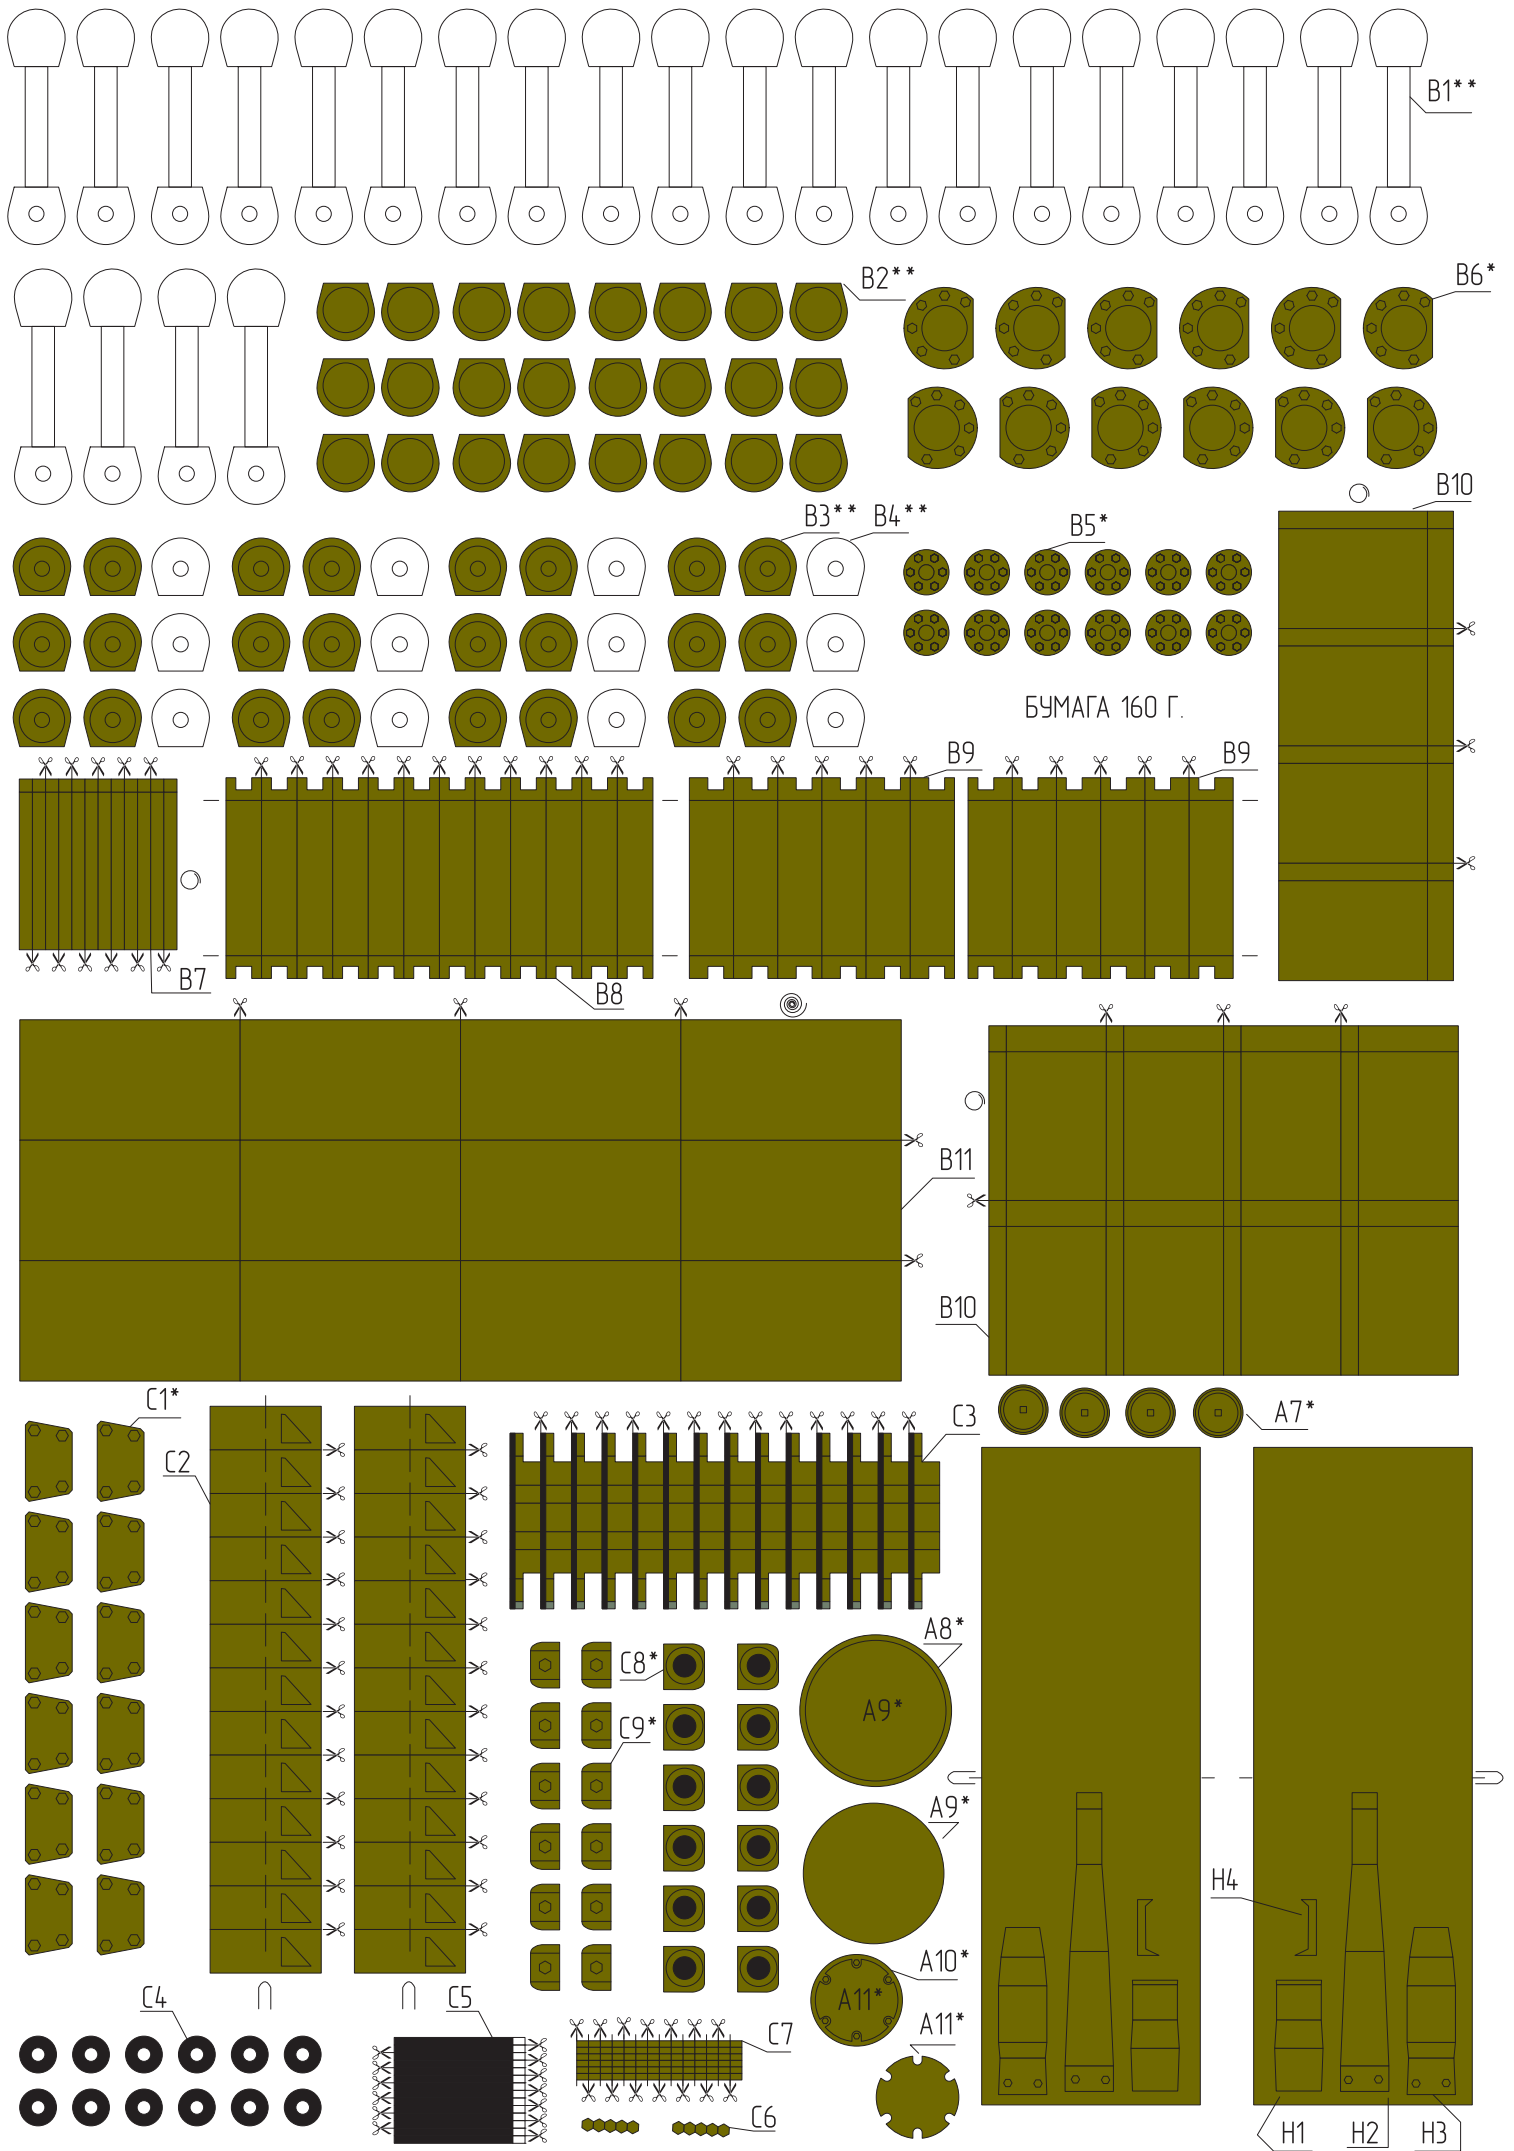 B1**
B2**
B6*
B10
B3**
B4**
B5*
БУМАГА 160 Г.
B9
B9
B7
B8
B11
B10
C1*
C2
C3
A7*
A8*
C8*
A9*
C9*
A9*
H4
A10*
A11*
A11*
C4
C5
C7
C6
H1
H2
H3